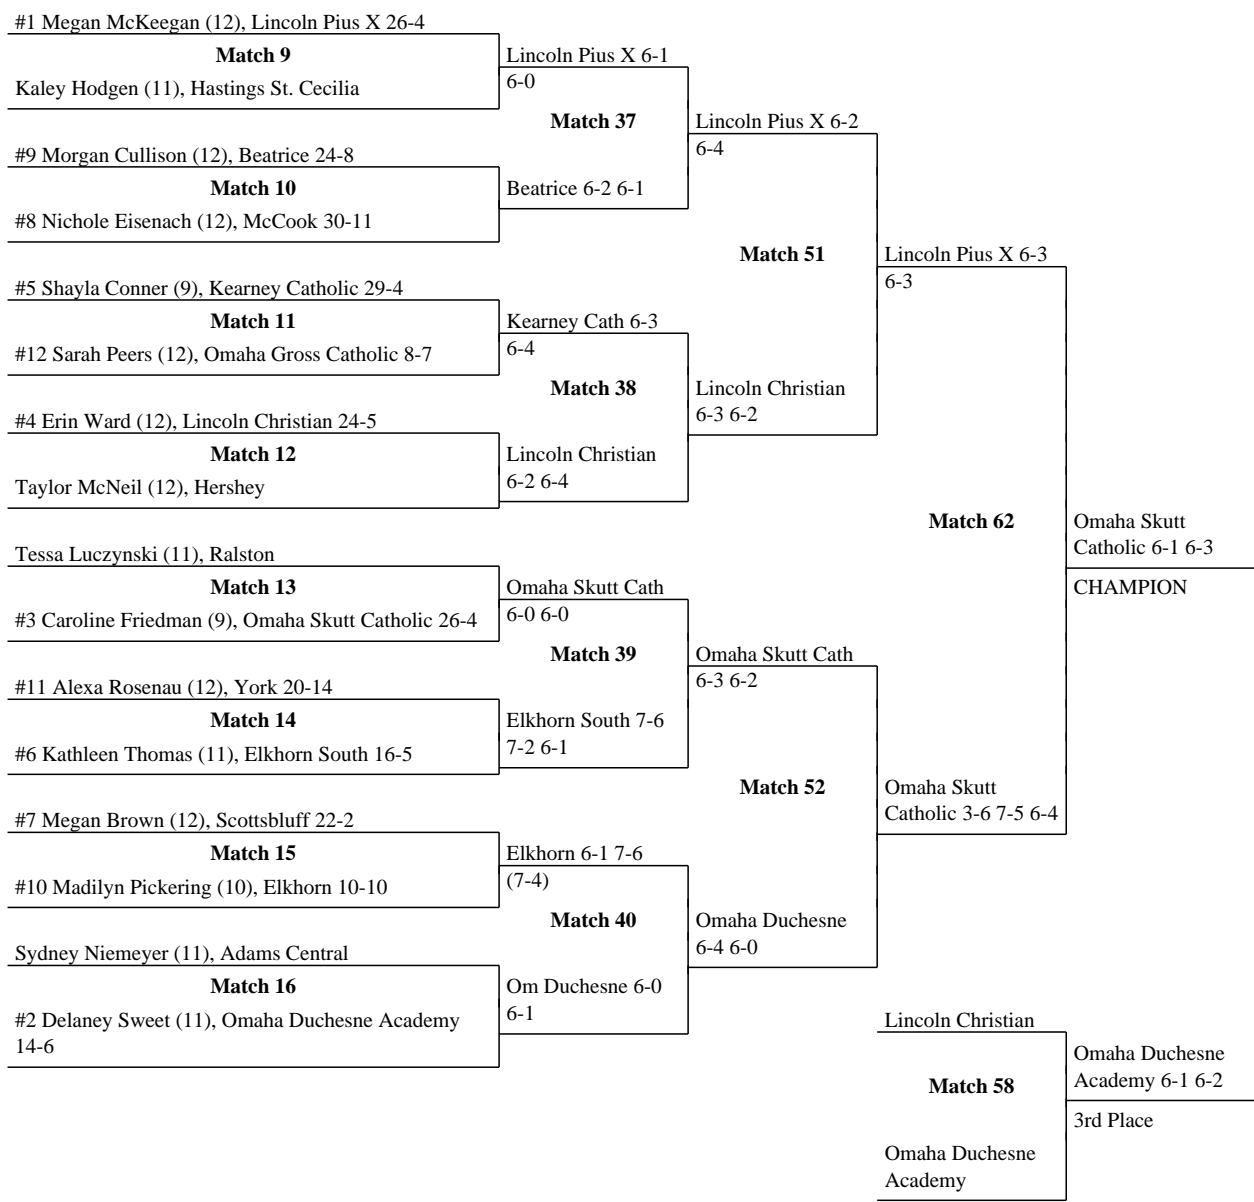 #1 Megan McKeegan (12), Lincoln Pius X 26-4
Match 9
Kaley Hodgen (11), Hastings St. Cecilia
#9 Morgan Cullison (12), Beatrice 24-8
Match 10
#8 Nichole Eisenach (12), McCook 30-11
#5 Shayla Conner (9), Kearney Catholic 29-4
Match 11
#12 Sarah Peers (12), Omaha Gross Catholic 8-7
#4 Erin Ward (12), Lincoln Christian 24-5
Match 12
Taylor McNeil (12), Hershey
Tessa Luczynski (11), Ralston
Match 13
#3 Caroline Friedman (9), Omaha Skutt Catholic 26-4
#11 Alexa Rosenau (12), York 20-14
Match 14
#6 Kathleen Thomas (11), Elkhorn South 16-5
#7 Megan Brown (12), Scottsbluff 22-2
Match 15
#10 Madilyn Pickering (10), Elkhorn 10-10
Sydney Niemeyer (11), Adams Central
Match 16
#2 Delaney Sweet (11), Omaha Duchesne Academy
14-6
Lincoln Pius X 6-1
6-0
Match 37
Beatrice 6-2 6-1
Kearney Cath 6-3
6-4
Match 38
Lincoln Christian
6-2 6-4
Omaha Skutt Cath
6-0 6-0
Match 39
Elkhorn South 7-6
7-2 6-1
Elkhorn 6-1 7-6
(7-4)
Match 40
Om Duchesne 6-0
6-1
Lincoln Pius X 6-2
6-4
Match 51
Lincoln Christian
6-3 6-2
Omaha Skutt Cath
6-3 6-2
Match 52
Omaha Duchesne
6-4 6-0
Lincoln Pius X 6-3
6-3
Match 62
Omaha Skutt
Catholic 3-6 7-5 6-4
Omaha Skutt
Catholic 6-1 6-3
CHAMPION
Lincoln Christian
Match 58
Omaha Duchesne
Academy
Omaha Duchesne
Academy 6-1 6-2
3rd Place